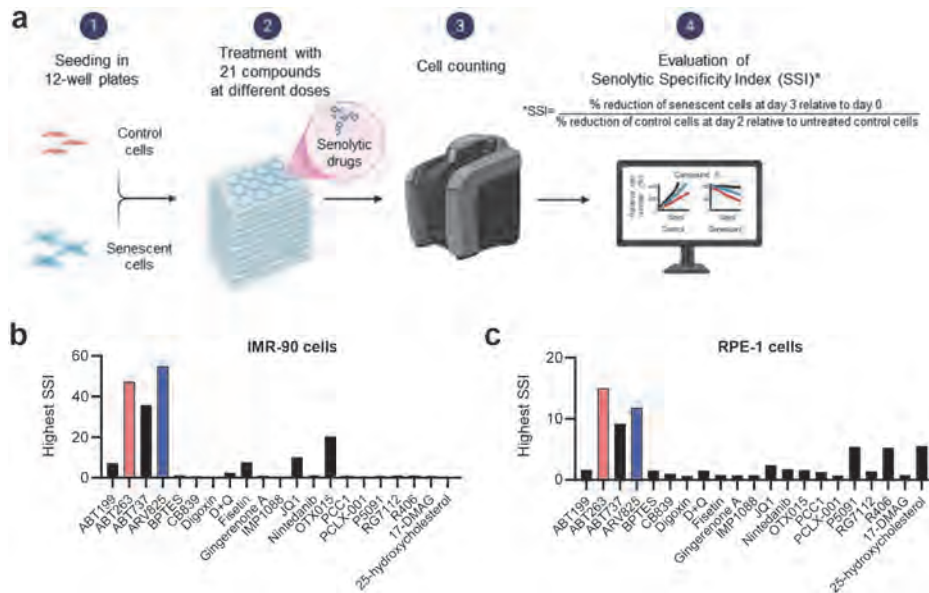 a
1
2
3
4
Seeding in
12-well plates
Treatment with
21 compounds
at different doses
Cell counting
Evaluation of
Senolytic Specificity Index (SSI)*
*SSI=
% reduction of senescent cells at day 3 relative to day 0
% reduction of control cells at day 2 relative to untreated control cells
Control
cells
Senolytic
drugs
Senescent
cells
Control
Senescent
b
IMR-90 cells
Highest SSI
60
40
20
0
ABT199
ABT263
ABT737
ARV825
BPTES
CB839
Digoxin
D+Q
Fisetin
Gingerenone A
IMP1088
JQ1
Nintedanib
OTX015
PCC1
PCLX-001
P5091
RG7112
R406
17-DMAG
25-hydroxycholesterol
c
RPE-1 cells
Highest SSI
20
10
0
ABT199
ABT263
ABT737
ARV825
BPTES
CB839
Digoxin
D+Q
Fisetin
Gingerenone A
IMP1088
JQ1
Nintedanib
OTX015
PCC1
PCLX-001
P5091
RG7112
R406
17-DMAG
25-hydroxycholesterol